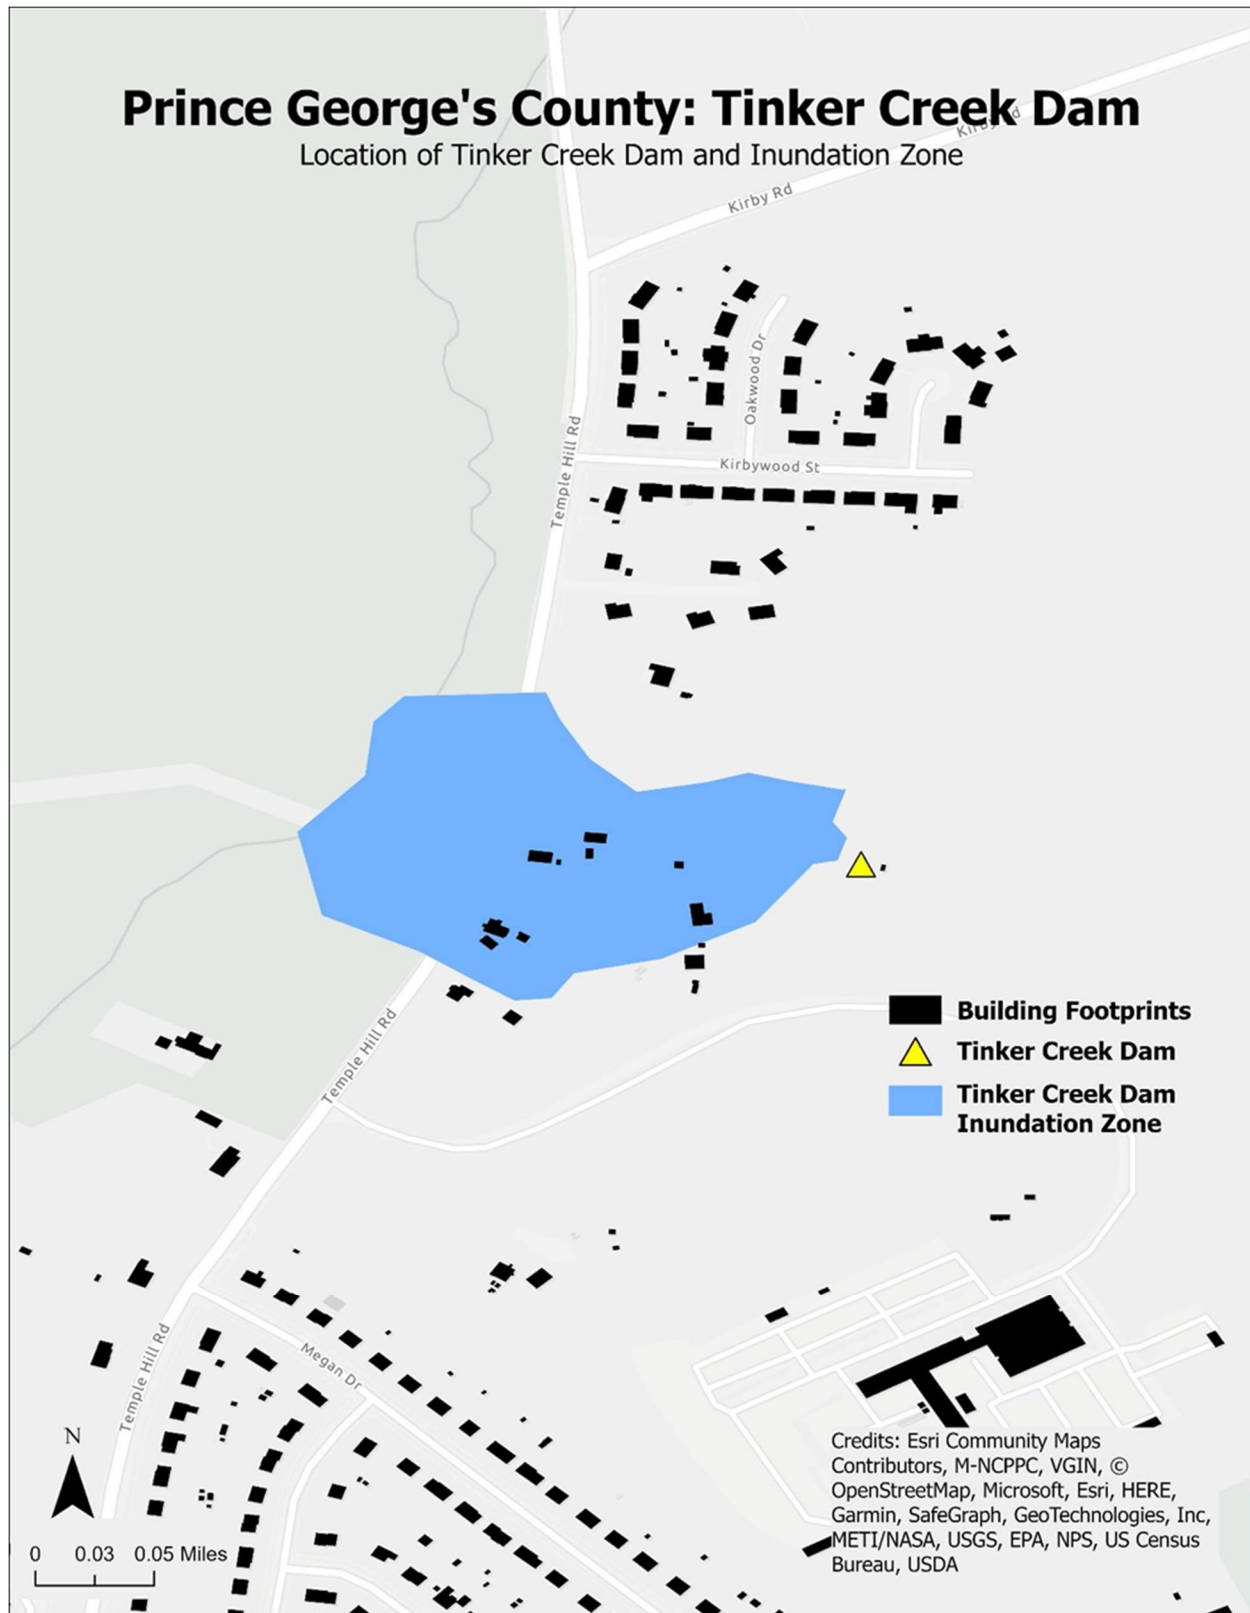 Prince George's County: Tinker Creek Dam
Location of Tinker Creek Dam and Inundation Zone
Kirby Rd
Kirby Rd
Oakwood Dr
Temple Hill Rd
Kirbywood St
Building Footprints
Tinker Creek Dam
Tinker Creek Dam
Inundation Zone
Temple Hill Rd
Temple Hill Rd
Megan Dr
N
0 0.03 0.05 Miles
Credits: Esri Community Maps
Contributors, M-NCPPC, VGIN, ©
OpenStreetMap, Microsoft, Esri, HERE,
Garmin, SafeGraph, GeoTechnologies, Inc,
METI/NASA, USGS, EPA, NPS, US Census
Bureau, USDA